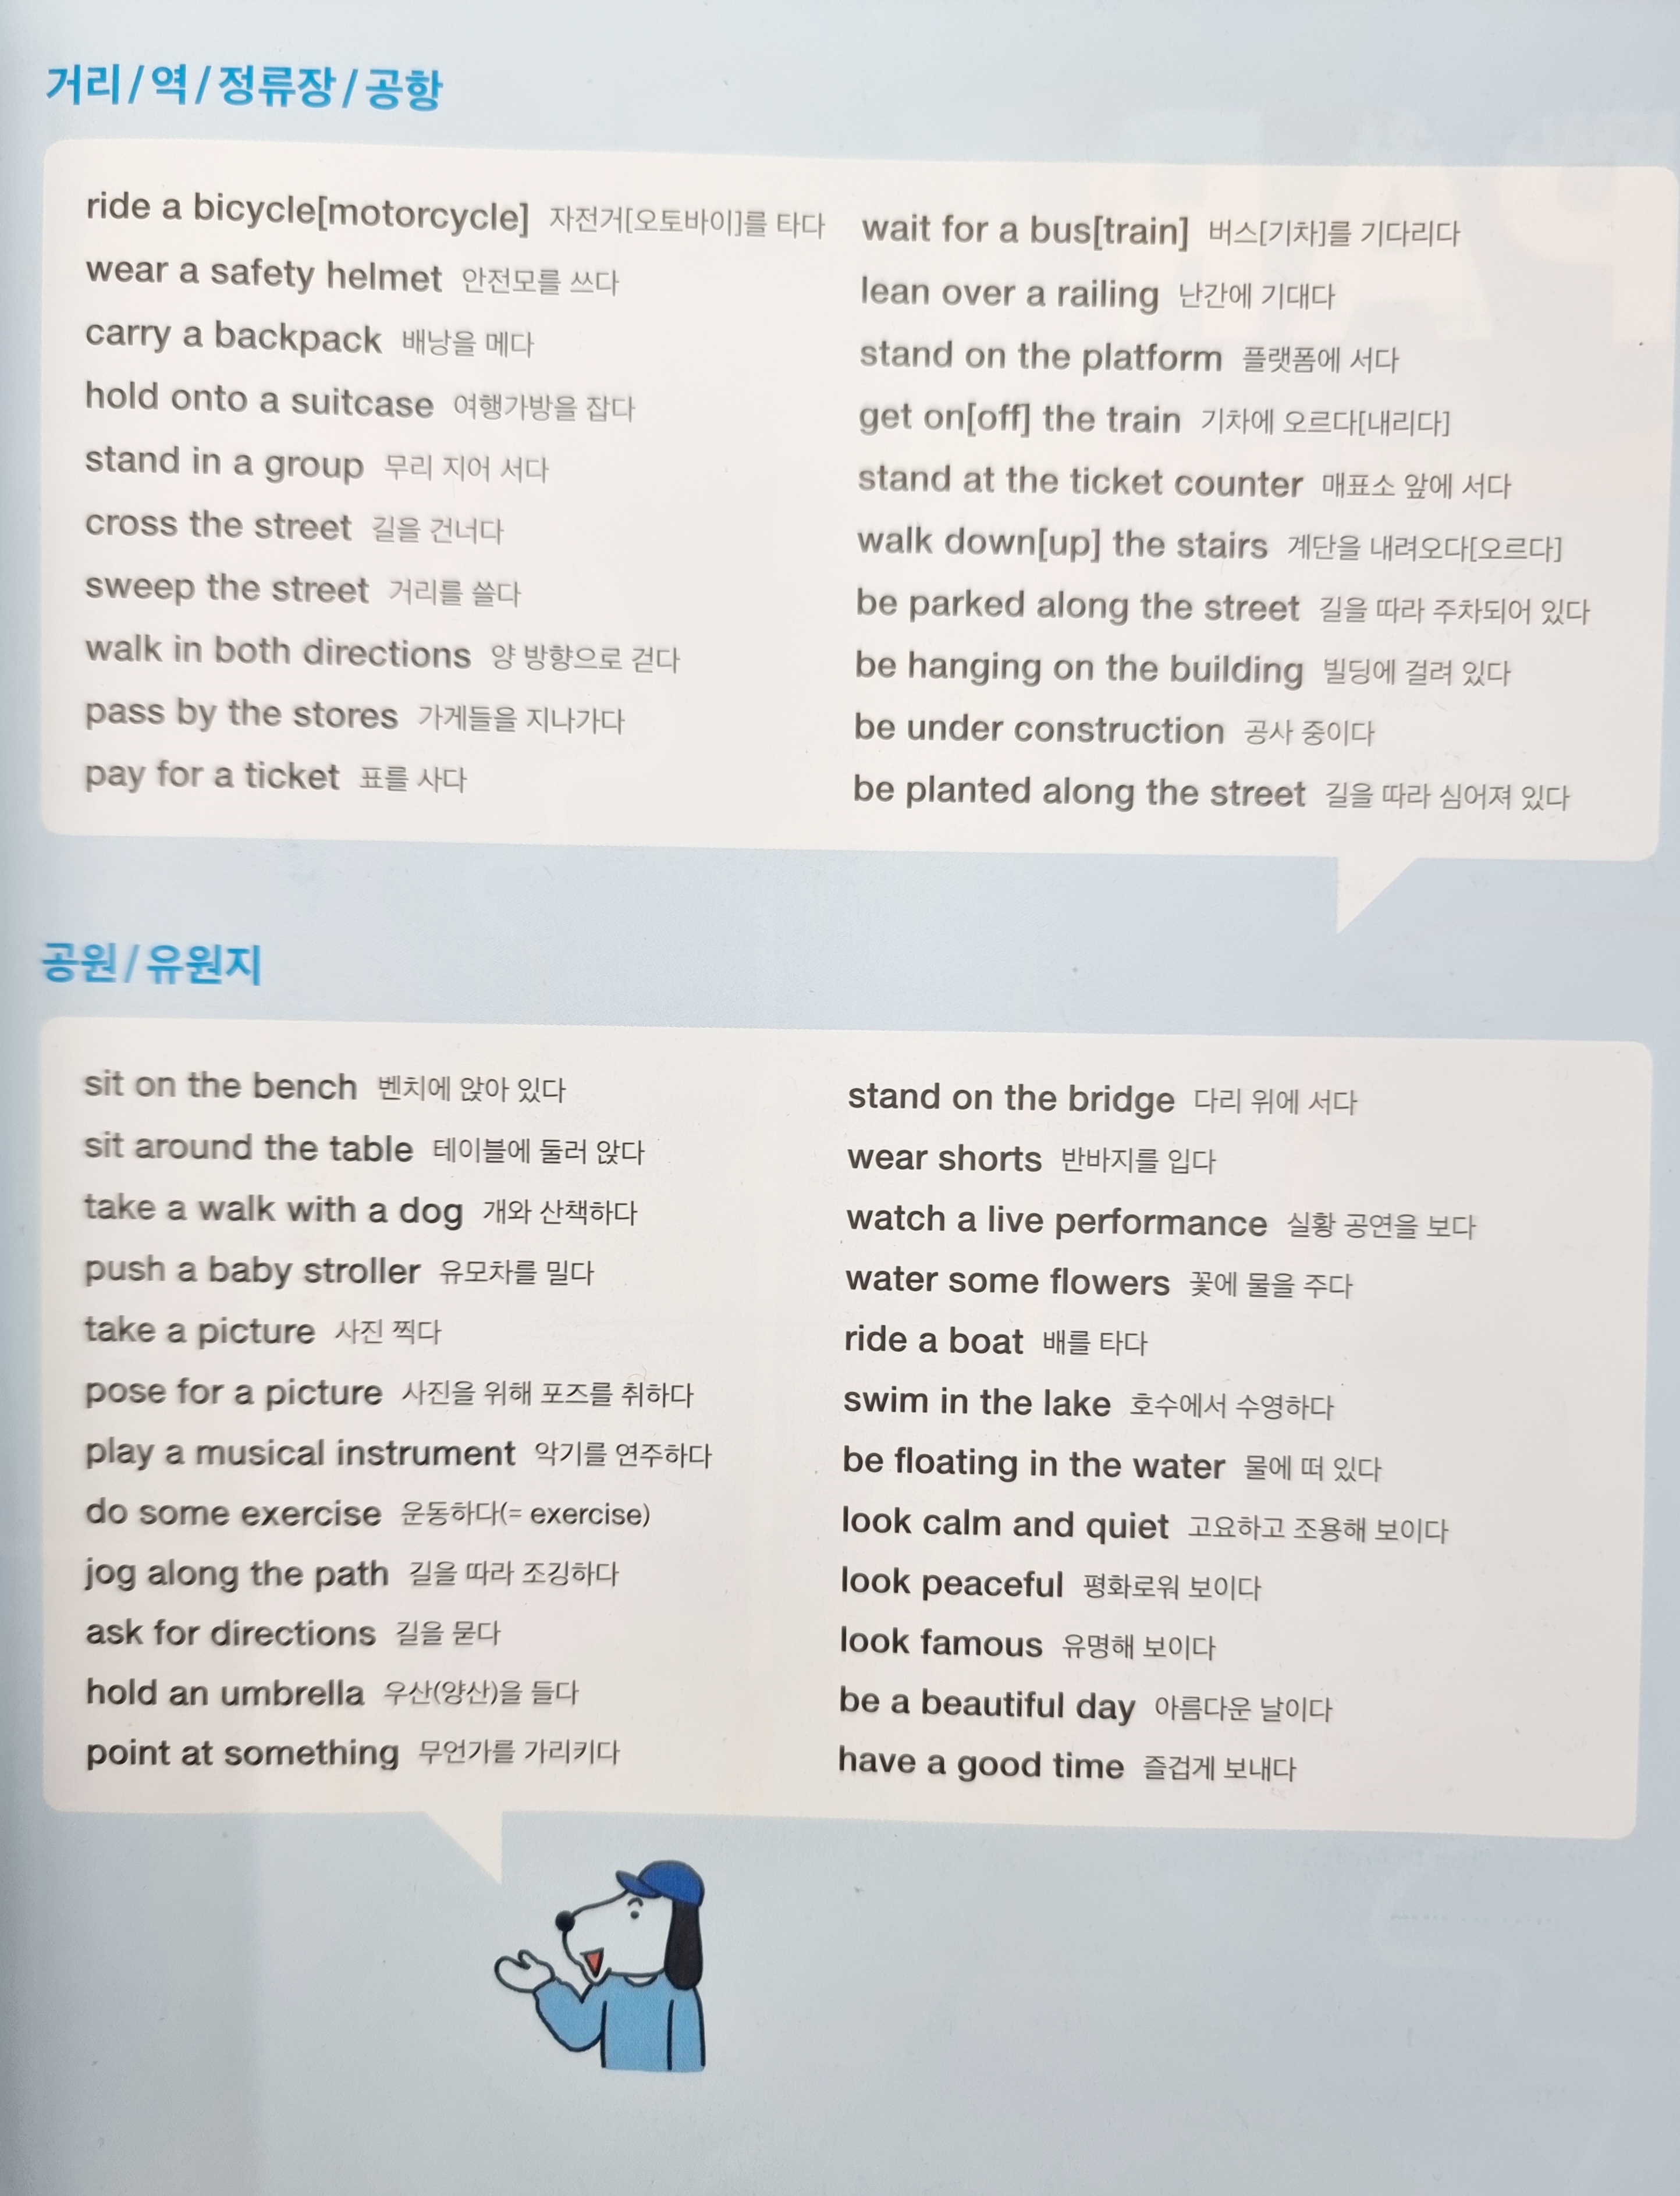 거리/역/정류장/공항
ride a bicycle[motorcycle] 자전거[오토바이]를 타다
wear a safety helmet 안전모를 쓰다
carry a backpack 배낭을 메다
hold onto a suitcase 여행가방을 잡다
stand in a group 무리 지어 서다
cross the street 길을 건너다
sweep the street 거리를 쓸다
walk in both directions 양 방향으로 걷다
pass by the stores 가게들을 지나가다
pay for a ticket 표를 사다
wait for a bus[train] 버스[기차]를 기다리다
lean over a railing 난간에 기대다
stand on the platform 플랫폼에 서다
get on[off] the train 기차에 오르다[내리다]
stand at the ticket counter 매표소 앞에 서다
walk down[up] the stairs 계단을 내려오다[오르다]
be parked along the street 길을 따라 주차되어 있다
be hanging on the building 빌딩에 걸려 있다
be under construction 공사 중이다
be planted along the street 길을 따라 심어져 있다
공원/유원지
sit on the bench 벤치에 앉아 있다
sit around the table 테이블에 둘러 앉다
take a walk with a dog 개와 산책하다
push a baby stroller 유모차를 밀다
take a picture 사진 찍다
pose for a picture 사진을 위해 포즈를 취하다
play a musical instrument 악기를 연주하다
do some exercise 운동하다(= exercise)
jog along the path 길을 따라 조깅하다
ask for directions 길을 묻다
hold an umbrella 우산(양산)을 들다
point at something 무언가를 가리키다
stand on the bridge 다리 위에 서다
wear shorts 반바지를 입다
watch a live performance 실황 공연을 보다
water some flowers 꽃에 물을 주다
ride a boat 배를 타다
swim in the lake 호수에서 수영하다
be floating in the water 물에 떠 있다
look calm and quiet 고요하고 조용해 보이다
look peaceful 평화로워 보이다
look famous 유명해 보이다
be a beautiful day 아름다운 날이다
have a good time 즐겁게 보내다